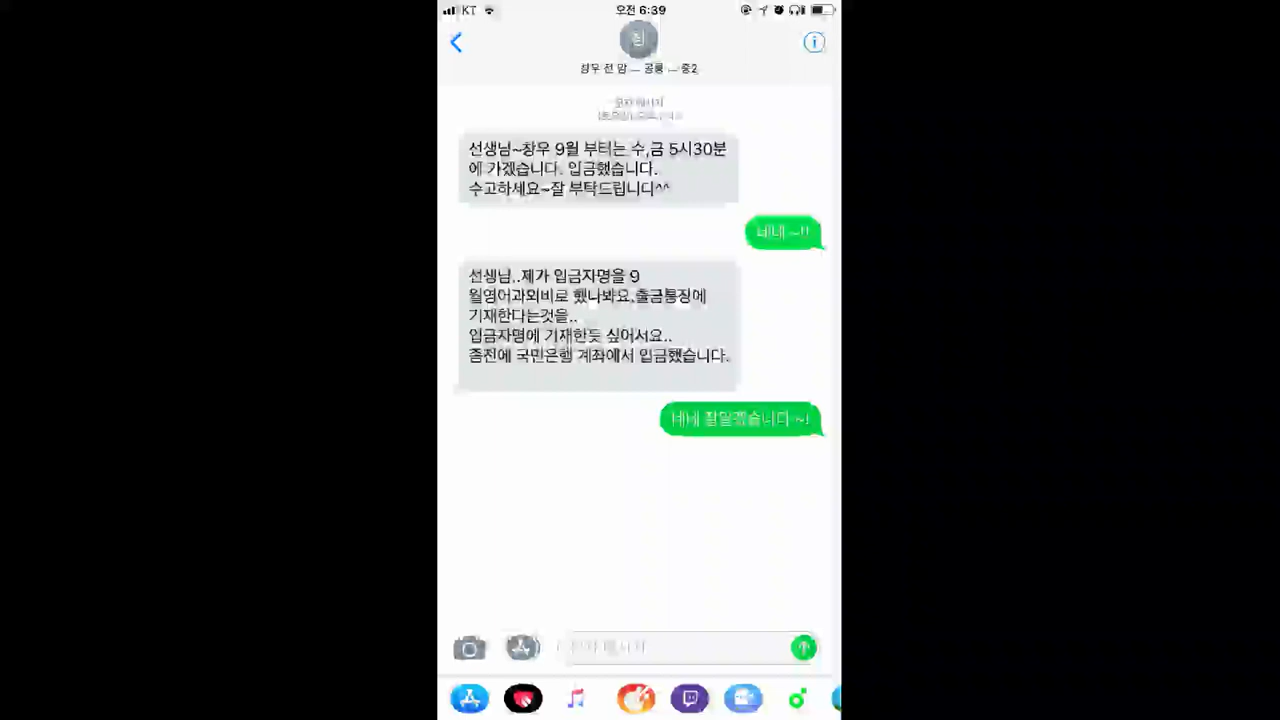 KT
오전 6:39
선생님~창우 9월 부터는 수,금 5시30분
에 가겠습니다. 입금했습니다.
수고하세요~잘 부탁드립니다^^
네네 ~!!
선생님..제가 입금자명을 9
월영어과외비로 했나봐요,출금통장에
기재한다는것을..
입금자명에 기재한듯 싶어서요..
좀전에 국민은행 계좌에서 입금했습니다.
네네 잘알겠습니다 ~!